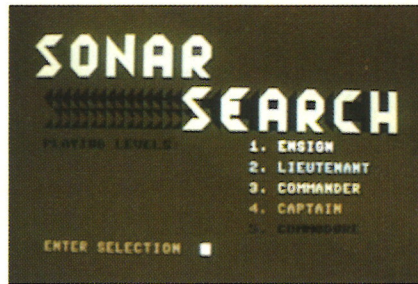 SONAR
SEARCH
PLAYING LEVELS:
1. ENSIGN
2. LIEUTENANT
3. COMMANDER
4. CAPTAIN
5. COMMODORE
ENTER SELECTION